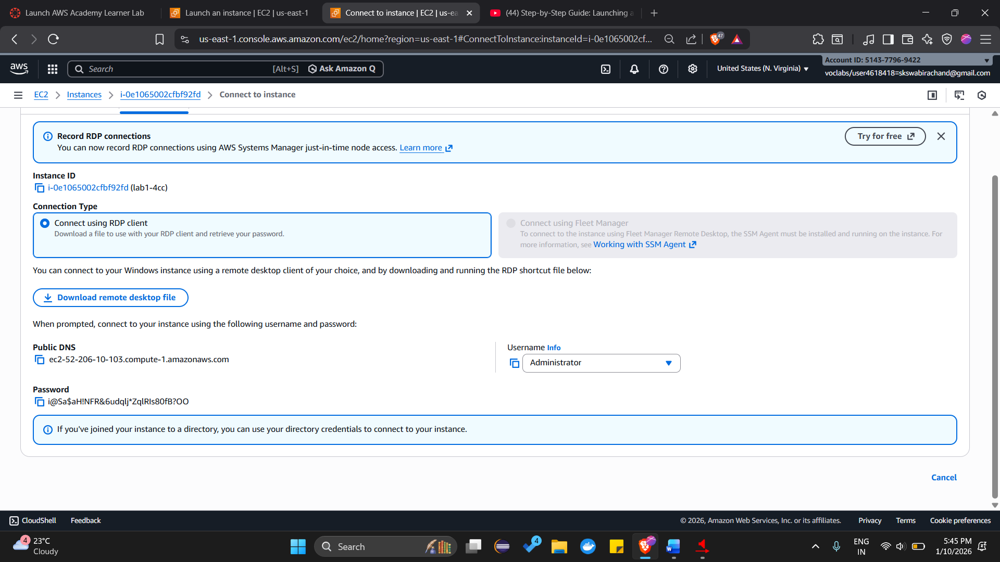 Launch AWS Academy Learner Lab
Launch an instance | EC2 | us-east-1
Connect to instance | EC2 | us-ea
(44) Step-by-Step Guide: Launching a
us-east-1.console.aws.amazon.com/ec2/home?region=us-east-1#ConnectToInstance:instanceId=i-0e1065002cf...
47
aws
Search
[Alt+S]
Ask Amazon Q
United States (N. Virginia)
Account ID: 5143-7796-9422
voclabs/user4618418=skswabirachand@gmail.com
EC2
Instances
i-0e1065002cfbf92fd
Connect to instance
Record RDP connections
You can now record RDP connections using AWS Systems Manager just-in-time node access. Learn more
Try for free
Instance ID
i-0e1065002cfbf92fd (lab1-4cc)
Connection Type
Connect using RDP client
Download a file to use with your RDP client and retrieve your password.
Connect using Fleet Manager
To connect to the instance using Fleet Manager Remote Desktop, the SSM Agent must be installed and running on the instance. For
more information, see Working with SSM Agent
You can connect to your Windows instance using a remote desktop client of your choice, and by downloading and running the RDP shortcut file below:
Download remote desktop file
When prompted, connect to your instance using the following username and password:
Public DNS
ec2-52-206-10-103.compute-1.amazonaws.com
Username Info
Administrator
Password
i@Sa$aH!NFR&6udqlj*ZqlRIs80fB?OO
If you've joined your instance to a directory, you can use your directory credentials to connect to your instance.
Cancel
CloudShell
Feedback
© 2026, Amazon Web Services, Inc. or its affiliates.
Privacy
Terms
Cookie preferences
4
23°C
Cloudy
Search
4
W
ENG
IN
5:45 PM
1/10/2026